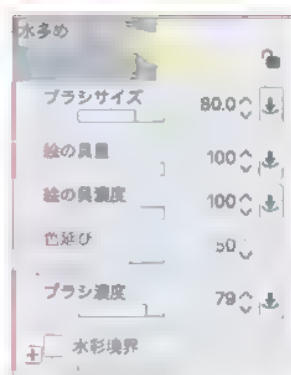 水多め
ブラシサイズ 80.0
絵の具量 100
絵の具濃度 100
色延び 50
ブラシ濃度 79
水彩境界